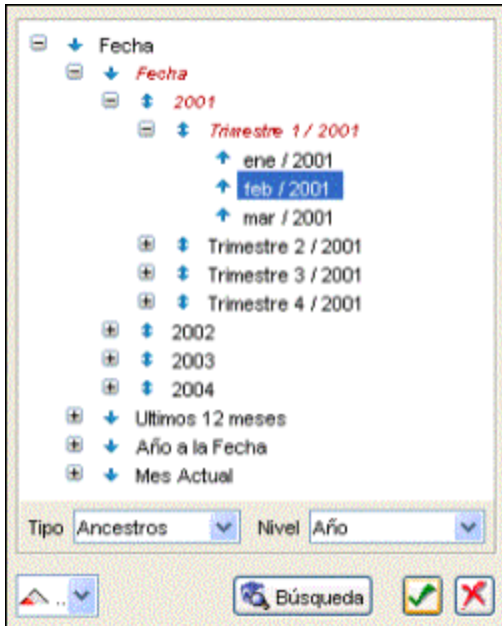 Fecha
Fecha
2001
Trimestre 1 / 2001
ene / 2001
feb / 2001
mar / 2001
Trimestre 2 / 2001
Trimestre 3 / 2001
Trimestre 4 / 2001
2002
2003
2004
Ultimos 12 meses
Año a la Fecha
Mes Actual
Tipo Ancestros Nivel Año
.. Búsqueda